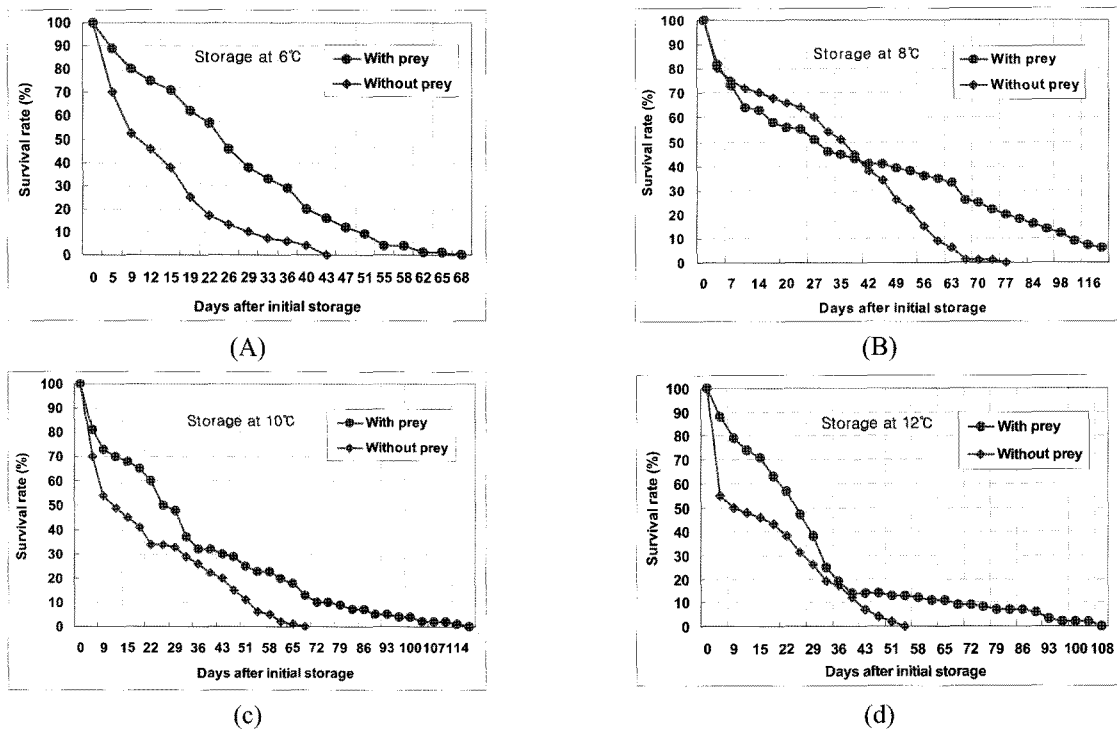 Storage at 6℃
With prey
Without prey
Survival rate (%)
100
90
80
70
60
50
40
30
20
10
0
0 5 9 12 15 19 22 26 29 33 36 40 43 47 51 55 58 62 65 68
Days after initial storage
(A)
Storage at 8℃
With prey
Without prey
Survival rate (%)
100
90
80
70
60
50
40
30
20
10
0
0 7 14 20 27 35 42 49 56 63 70 77 84 98 116
Days after initial storage
(B)
Storage at 10℃
With prey
Without prey
Survival rate (%)
100
90
80
70
60
50
40
30
20
10
0
0 9 15 22 29 36 43 51 58 65 72 79 86 93 100 107 114
Days after initial storage
(c)
Storage at 12℃
With prey
Without prey
Survival rate (%)
100
90
80
70
60
50
40
30
20
10
0
0 9 15 22 29 36 43 51 58 65 72 79 86 93 100 108
Days after initial storage
(d)